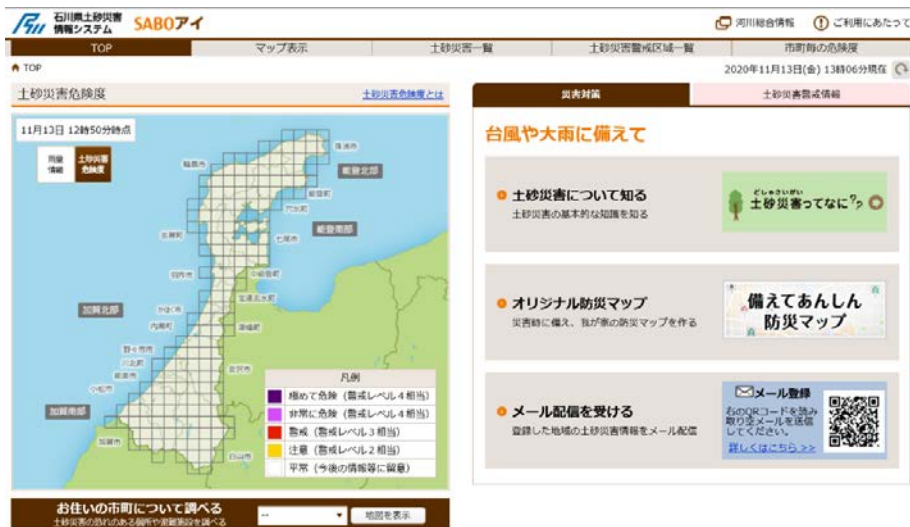 石川県土砂災害
情報システム
SABOアイ
河川総合情報
ご利用にあたって
TOP
マップ表示
土砂災害一覧
土砂災害警戒区域一覧
市町毎の危険度
TOP
2020年11月13日(金) 13時06分現在
土砂災害危険度
土砂災害危険度とは
11月13日 12時50分時点
雨量
情報
土砂災害
危険度
珠洲市
輪島市
能登北部
能登町
穴水町
志賀町
能登南部
七尾市
羽咋市
中能登町
宝達志水町
加賀北部
かほく市
内灘町
津幡町
野々市市
川北町
能美市
金沢市
小松市
加賀南部
加賀市
白山市
凡例
極めて危険（警戒レベル４相当）
非常に危険（警戒レベル４相当）
警戒（警戒レベル３相当）
注意（警戒レベル２相当）
平常（今後の情報等に留意）
お住いの市町について調べる
土砂災害の恐れのある個所や避難施設を調べる
--
地図を表示
災害対策
土砂災害警戒情報
台風や大雨に備えて
土砂災害について知る
土砂災害の基本的な知識を知る
どしゃさいがい
土砂災害ってなに？？
オリジナル防災マップ
災害時に備え、我が家の防災マップを作る
備えてあんしん
防災マップ
メール配信を受ける
登録した地域の土砂災害情報をメール配信
メール登録
右のQRコードを読み
取り空メールを送信
してください。
詳しくはこちら>>